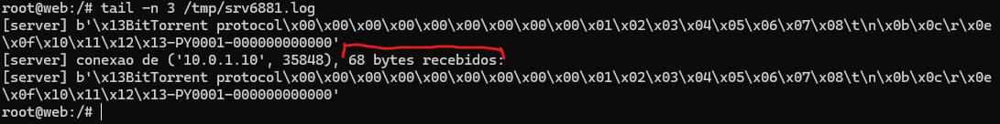 root@web:/# tail -n 3 /tmp/srv6881.log
[server] b'\x13BitTorrent protocol\x00\x00\x00\x00\x00\x00\x00\x00\x00\x01\x02\x03\x04\x05\x06\x07\x08\t\n\x0b\x0c\r\x0e
\x0f\x10\x11\x12\x13-PY0001-000000000000'
[server] conexao de ('10.0.1.10', 35848), 68 bytes recebidos:
[server] b'\x13BitTorrent protocol\x00\x00\x00\x00\x00\x00\x00\x00\x00\x01\x02\x03\x04\x05\x06\x07\x08\t\n\x0b\x0c\r\x0e
\x0f\x10\x11\x12\x13-PY0001-000000000000'
root@web:/#